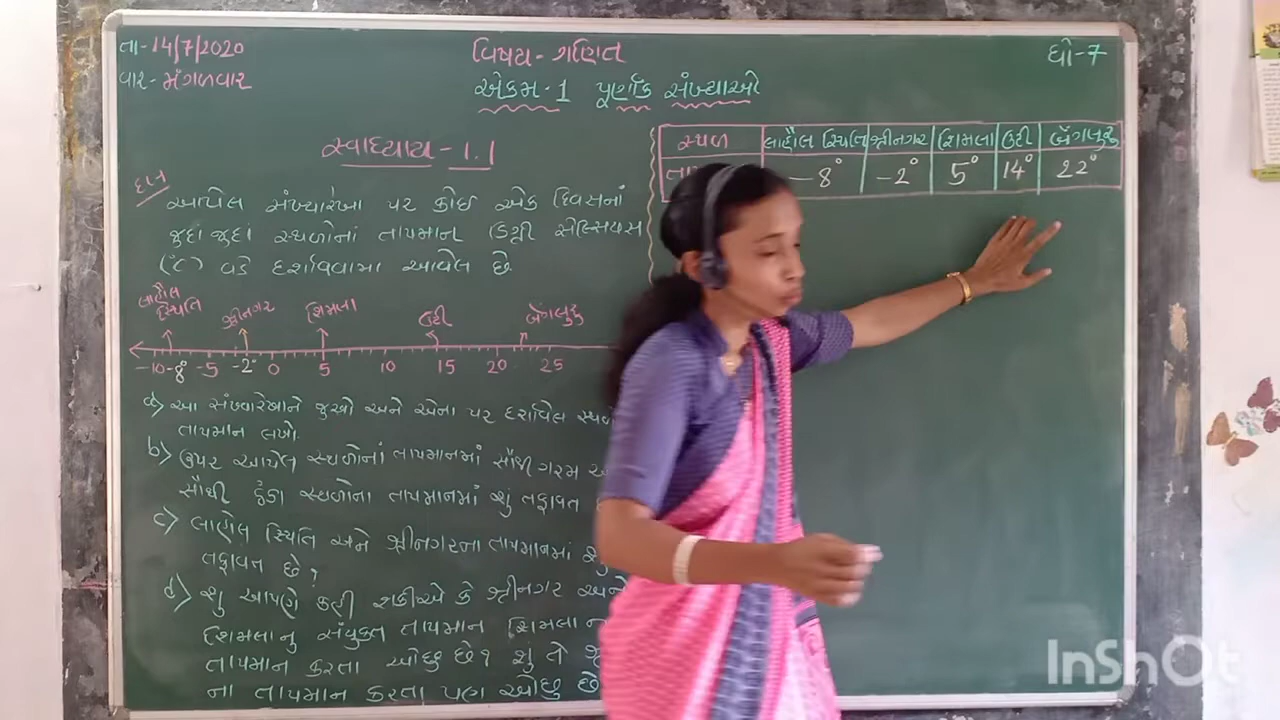 તા-14/7/2020
વાર-મંગળવાર
વિષય-ગણિત
એકમ-1 પૂર્ણાંક સંખ્યાઓ
ધો-7
સ્વાધ્યાય-1.1
સ્થળ લાહૌલ સ્પિતિ શ્રીનગર શિમલા ઉટી બેંગલુરુ
તા -8° -2° 5° 14° 22°
દા.1
આપેલ સંખ્યારેખા પર કોઈ એક દિવસનાં
જુદાં જુદાં સ્થળોનાં તાપમાન ડિગ્રી સેલ્સિયસ
(°C) વડે દર્શાવવામા આવેલ છે
લાહૌલ સ્પિતિ શ્રીનગર શિમલા ઉટી બેંગલુરુ
-10 -8° -5 -2° 0 5 10 15 20 25
a) આ સંખ્યારેખાને જુઓ અને એના પર દર્શાવેલ
તાપમાન લખો.
b) ઉપર આપેલ સ્થળોનાં તાપમાનમાં સૌથી ગરમ
સૌથી ઠંડા સ્થળોના તાપમાનમાં શું તફાવત
c) લાહોલ સ્પિતિ અને શ્રીનગરના તાપમાનમાં
તફાવત છે?
d) શું આપણે કહી શકીએ કે શ્રીનગર અને
શિમલાનુ સંયુક્ત તાપમાન શિમલા ના
તાપમાન કરતા ઓછુ છે? શું તે
ના તાપમાન કરતા પણ ઓછુ છે
InShOt